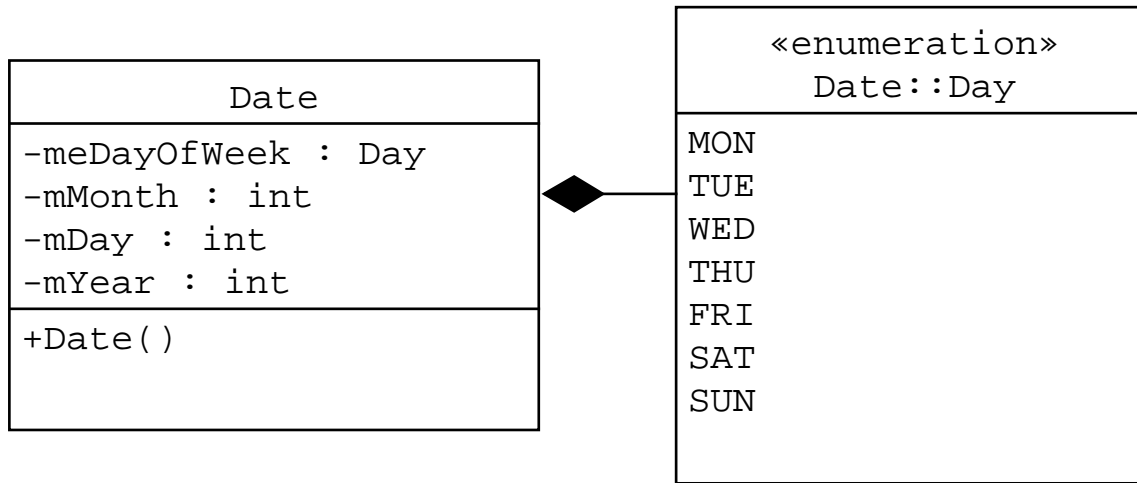 Date
-meDayOfWeek : Day
-mMonth : int
-mDay : int
-mYear : int
+Date()
«enumeration»
Date::Day
MON
TUE
WED
THU
FRI
SAT
SUN